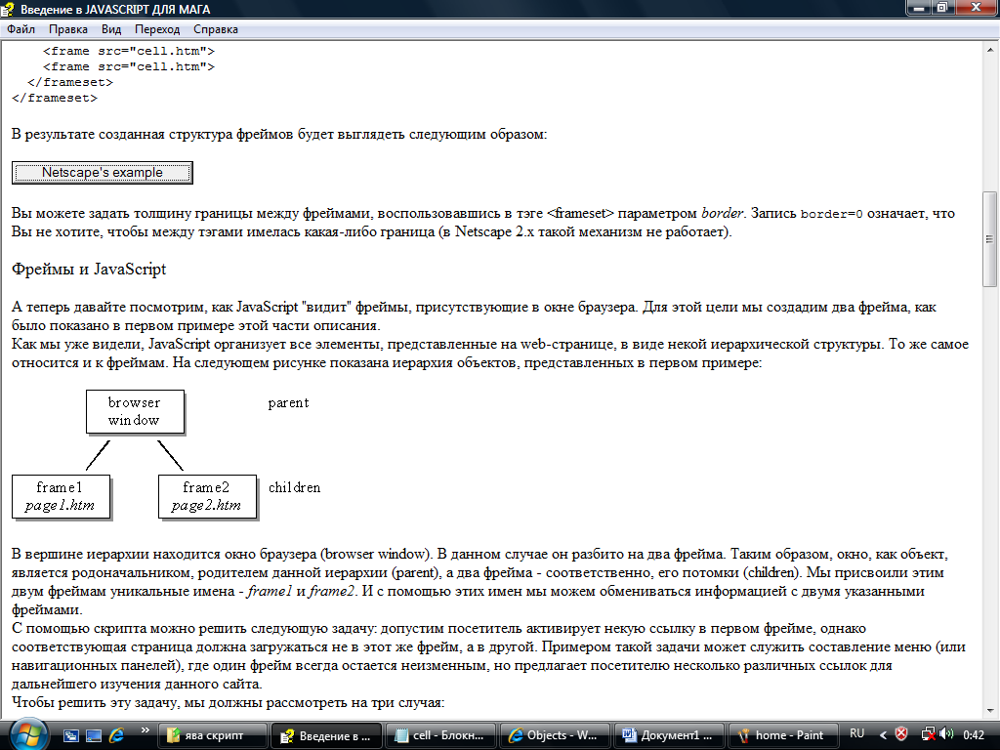 Введение в JAVASCRIPT ДЛЯ МАГА
Файл Правка Вид Переход Справка
<frame src="cell.htm">
<frame src="cell.htm">
</frameset>
</frameset>
В результате созданная структура фреймов будет выглядеть следующим образом:
Netscape's example
Вы можете задать толщину границы между фреймами, воспользовавшись в тэге <frameset> параметром border. Запись border=0 означает, что
Вы не хотите, чтобы между тэгами имелась какая-либо граница (в Netscape 2.x такой механизм не работает).
Фреймы и JavaScript
А теперь давайте посмотрим, как JavaScript "видит" фреймы, присутствующие в окне браузера. Для этой цели мы создадим два фрейма, как
было показано в первом примере этой части описания.
Как мы уже видели, JavaScript организует все элементы, представленные на web-странице, в виде некой иерархической структуры. То же самое
относится и к фреймам. На следующем рисунке показана иерархия объектов, представленных в первом примере:
browser
window
parent
frame1
page1.htm
frame2
page2.htm
children
В вершине иерархии находится окно браузера (browser window). В данном случае он разбито на два фрейма. Таким образом, окно, как объект,
является родоначальником, родителем данной иерархии (parent), а два фрейма - соответственно, его потомки (children). Мы присвоили этим
двум фреймам уникальные имена - frame1 и frame2. И с помощью этих имен мы можем обмениваться информацией с двумя указанными
фреймами.
С помощью скрипта можно решить следующую задачу: допустим посетитель активирует некую ссылку в первом фрейме, однако
соответствующая страница должна загружаться не в этот же фрейм, а в другой. Примером такой задачи может служить составление меню (или
навигационных панелей), где один фрейм всегда остается неизменным, но предлагает посетителю несколько различных ссылок для
дальнейшего изучения данного сайта.
Чтобы решить эту задачу, мы должны рассмотреть на три случая:
ява скрипт
Введение в ...
cell - Блокн...
Objects - W...
Документ1 ...
home - Paint
RU
0:42